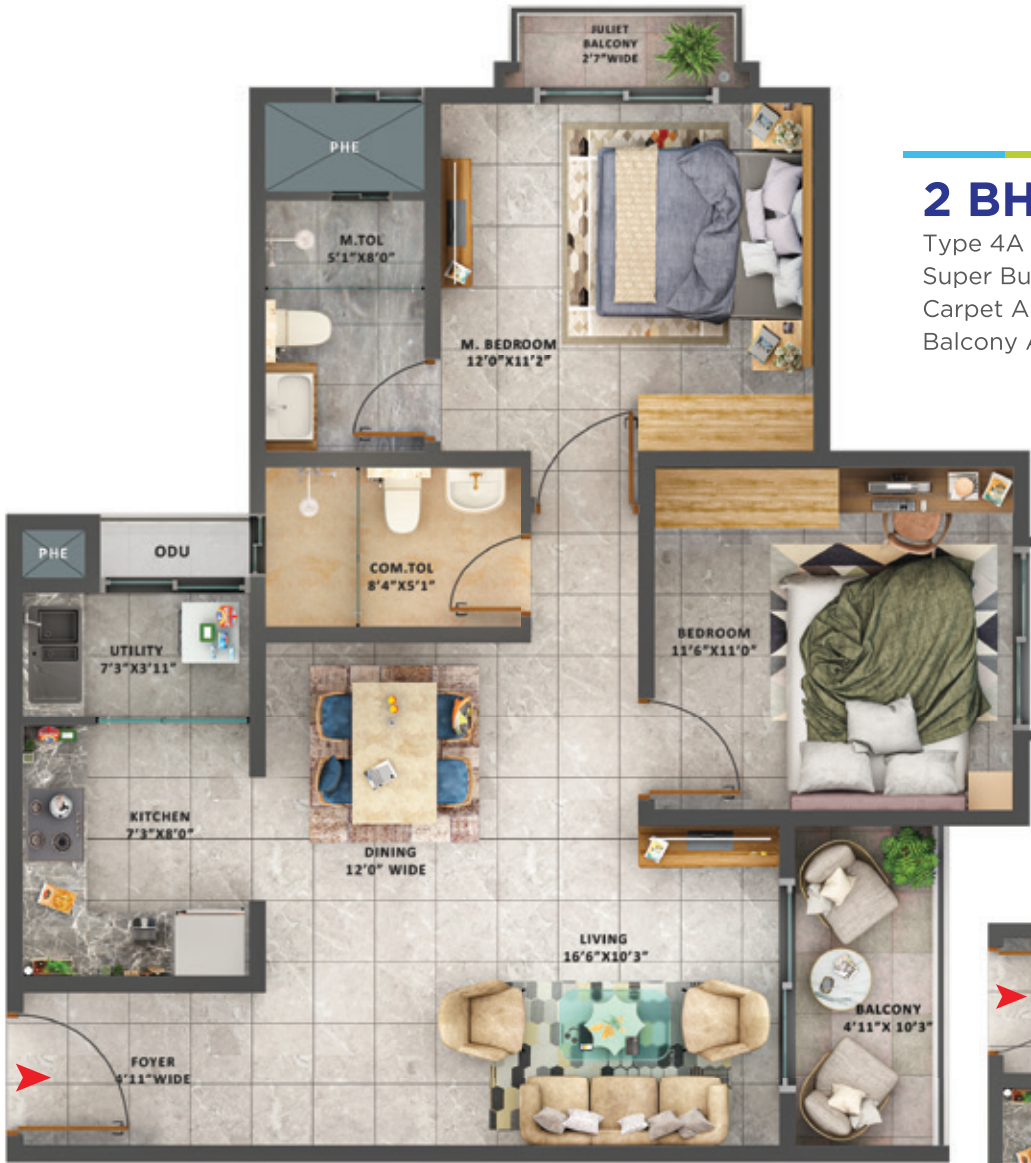 JULIET
BALCONY
2'7"WIDE
PHE
M.TOL
5'1"X8'0"
M. BEDROOM
12'0"X11'2"
2 BH
Type 4A
Super Bu
Carpet A
Balcony
PHE
ODU
COM.TOL
8'4"X5'1"
UTILITY
7'3"X3'11"
BEDROOM
11'6"X11'0"
KITCHEN
7'3"X8'0"
DINING
12'0" WIDE
LIVING
16'6"X10'3"
BALCONY
4'11"X 10'3"
FOYER
4'11"WIDE